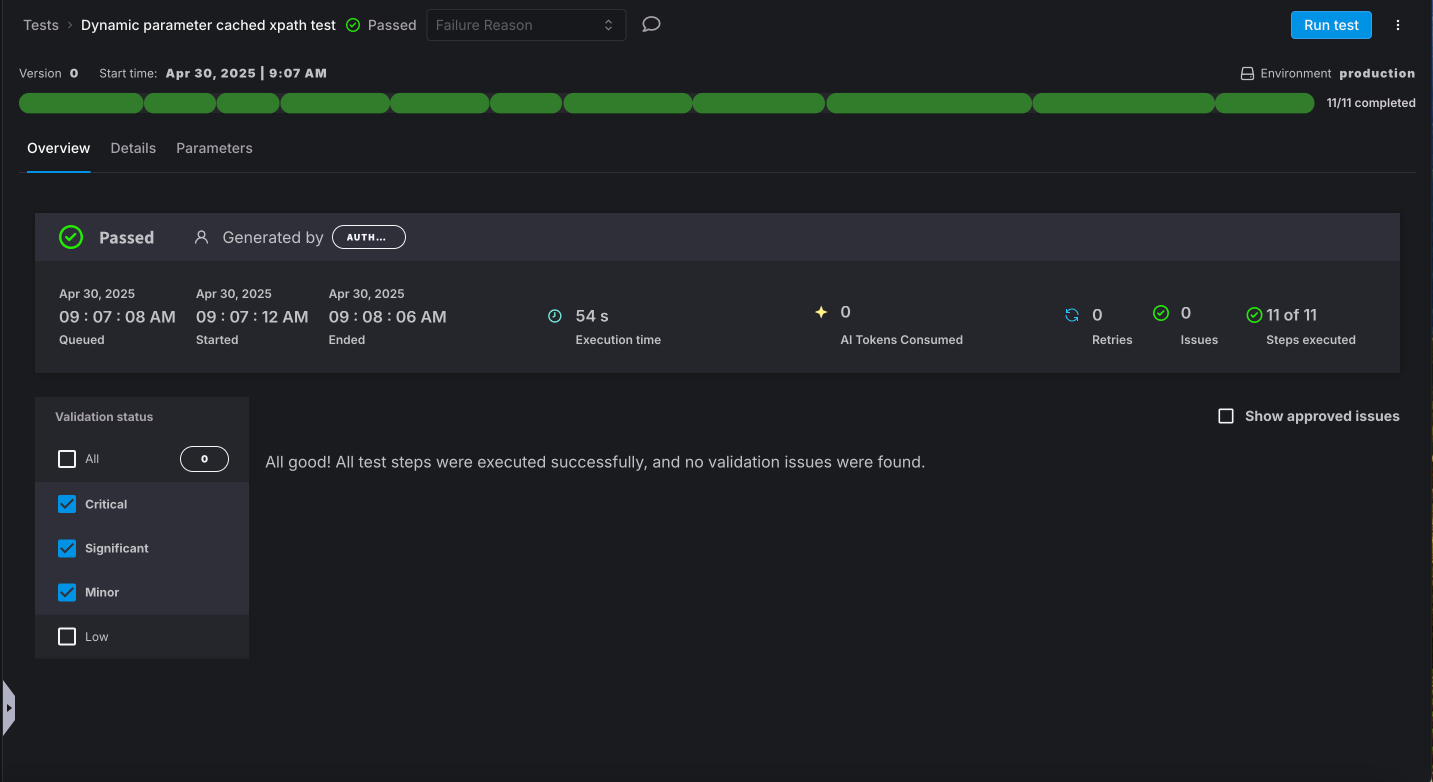 Tests > Dynamic parameter cached xpath test Passed Failure Reason Run test
Version 0 Start time: Apr 30, 2025 | 9:07 AM Environment production
11/11 completed
Overview Details Parameters
Passed Generated by AUTH...
Apr 30, 2025 Apr 30, 2025 Apr 30, 2025
09 : 07 : 08 AM 09 : 07 : 12 AM 09 : 08 : 06 AM 54 s 0 0 0 11 of 11
Queued Started Ended Execution time AI Tokens Consumed Retries Issues Steps executed
Validation status Show approved issues
All 0
All good! All test steps were executed successfully, and no validation issues were found.
Critical
Significant
Minor
Low